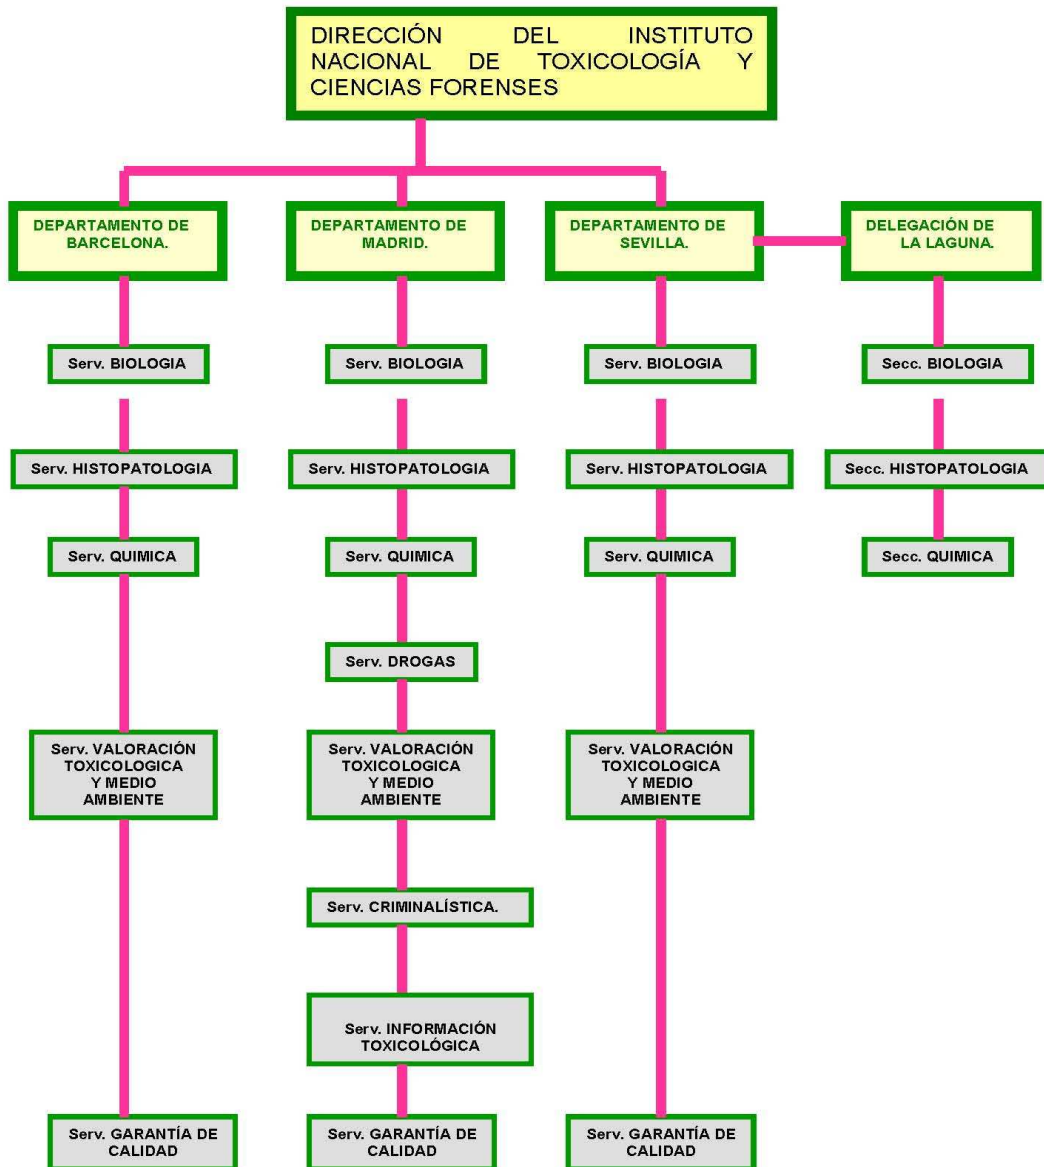 DIRECCIÓN DEL INSTITUTO
NACIONAL DE TOXICOLOGÍA Y
CIENCIAS FORENSES
DEPARTAMENTO DE
BARCELONA.
DEPARTAMENTO DE
MADRID.
DEPARTAMENTO DE
SEVILLA.
DELEGACIÓN DE
LA LAGUNA.
Serv. BIOLOGIA
Serv. BIOLOGIA
Serv. BIOLOGIA
Secc. BIOLOGIA
Serv. HISTOPATOLOGIA
Serv. HISTOPATOLOGIA
Serv. HISTOPATOLOGIA
Secc. HISTOPATOLOGIA
Serv. QUIMICA
Serv. QUIMICA
Serv. QUIMICA
Secc. QUIMICA
Serv. DROGAS
Serv. VALORACIÓN
TOXICOLOGICA
Y MEDIO
AMBIENTE
Serv. VALORACIÓN
TOXICOLOGICA
Y MEDIO
AMBIENTE
Serv. VALORACIÓN
TOXICOLOGICA
Y MEDIO
AMBIENTE
Serv. CRIMINALÍSTICA.
Serv. INFORMACIÓN
TOXICOLÓGICA
Serv. GARANTÍA DE
CALIDAD
Serv. GARANTÍA DE
CALIDAD
Serv. GARANTÍA DE
CALIDAD